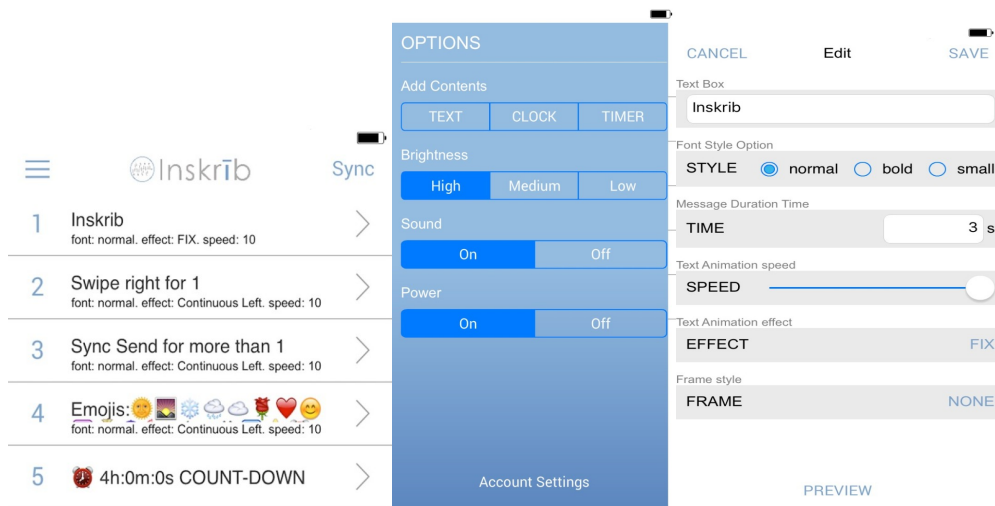 Inskrīb
Sync
1 Inskrib
font: normal. effect: FIX. speed: 10
2 Swipe right for 1
font: normal. effect: Continuous Left. speed: 10
3 Sync Send for more than 1
font: normal. effect: Continuous Left. speed: 10
4 Emojis:🌞🌅❄️🌧️☁️🌹❤️😊
font: normal. effect: Continuous Left. speed: 10
5 ⏰ 4h:0m:0s COUNT-DOWN
OPTIONS
Add Contents
TEXT CLOCK TIMER
Brightness
High Medium Low
Sound
On Off
Power
On Off
Account Settings
CANCEL Edit SAVE
Text Box
Inskrib
Font Style Option
STYLE normal bold small
Message Duration Time
TIME 3 s
Text Animation speed
SPEED
Text Animation effect
EFFECT FIX
Frame style
FRAME NONE
PREVIEW